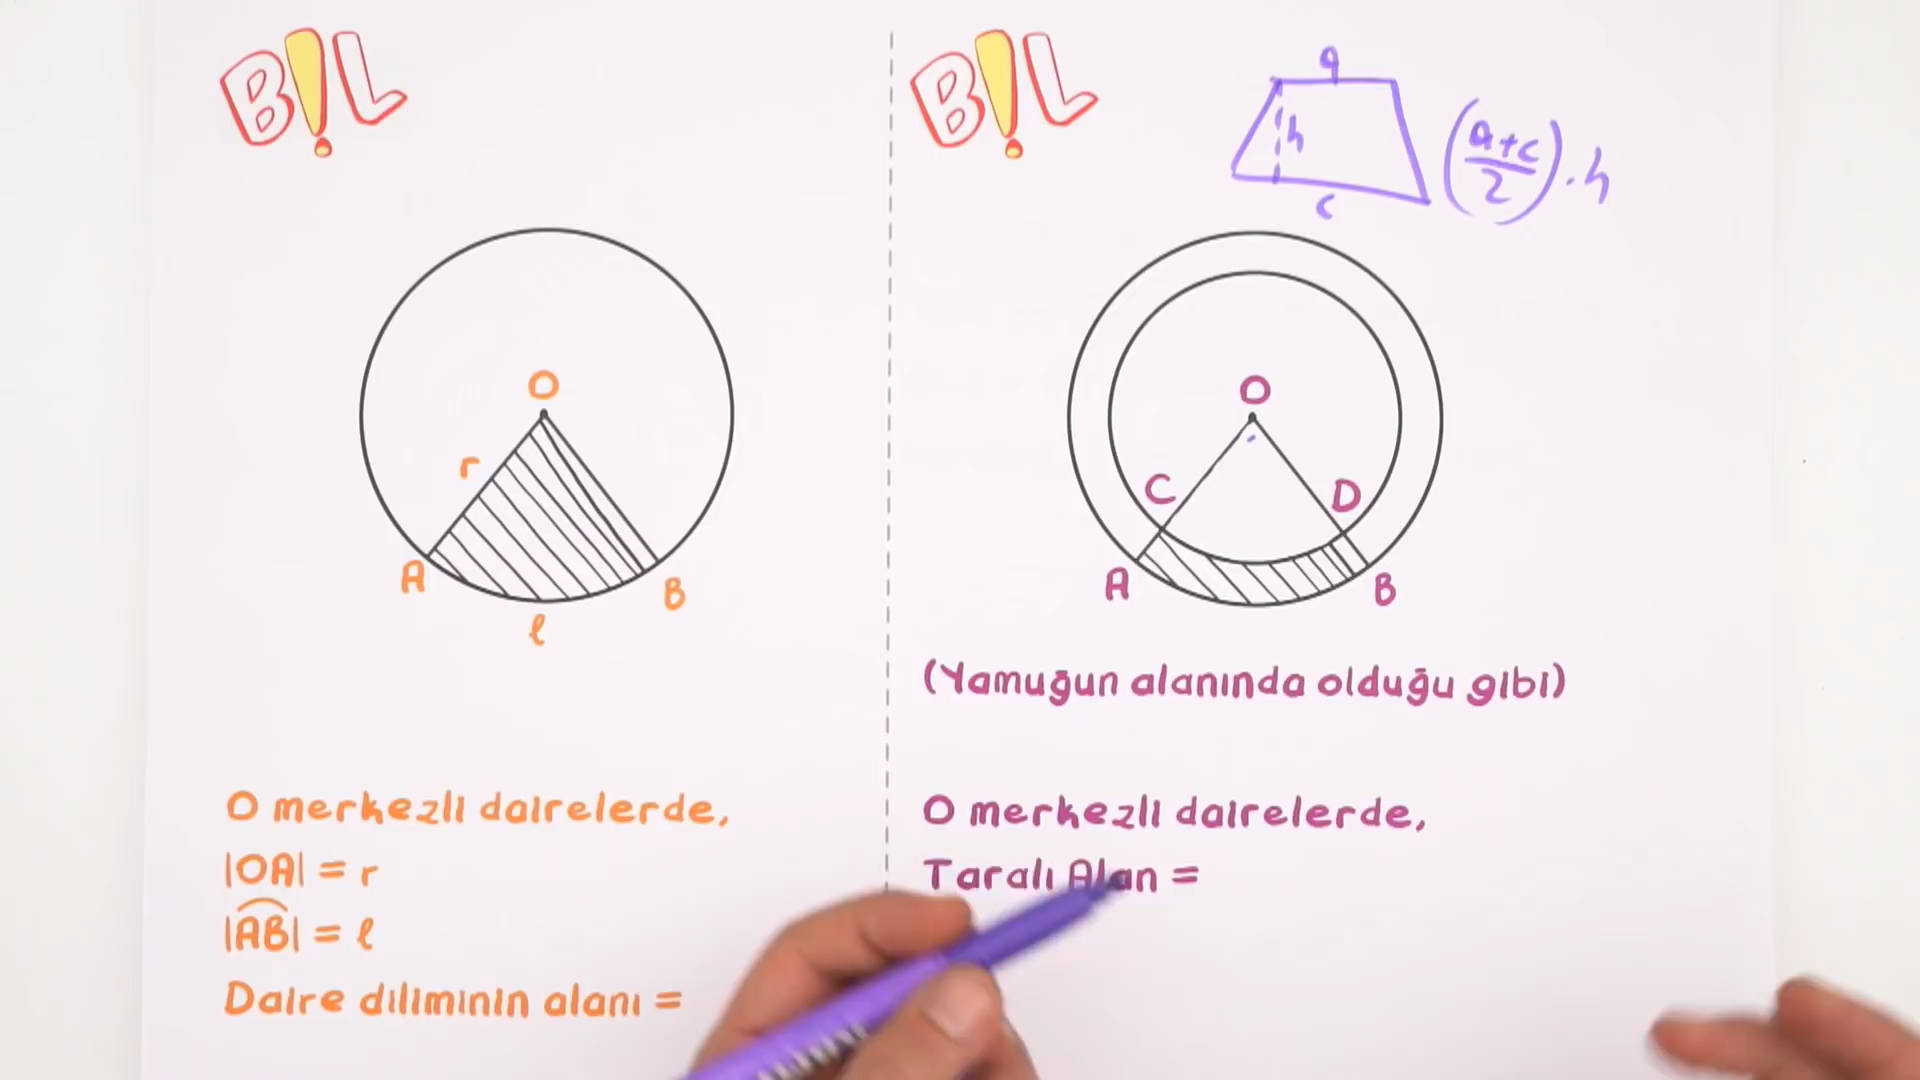 BİL
O
r
A
B
ℓ
O merkezli dairelerde,
|OA| = r
|AB| = ℓ
Daire diliminin alanı =
BİL
a
h
c
(a+c/2).h
O
C
D
A
B
(Yamuğun alanında olduğu gibi)
O merkezli dairelerde,
Taralı Alan =